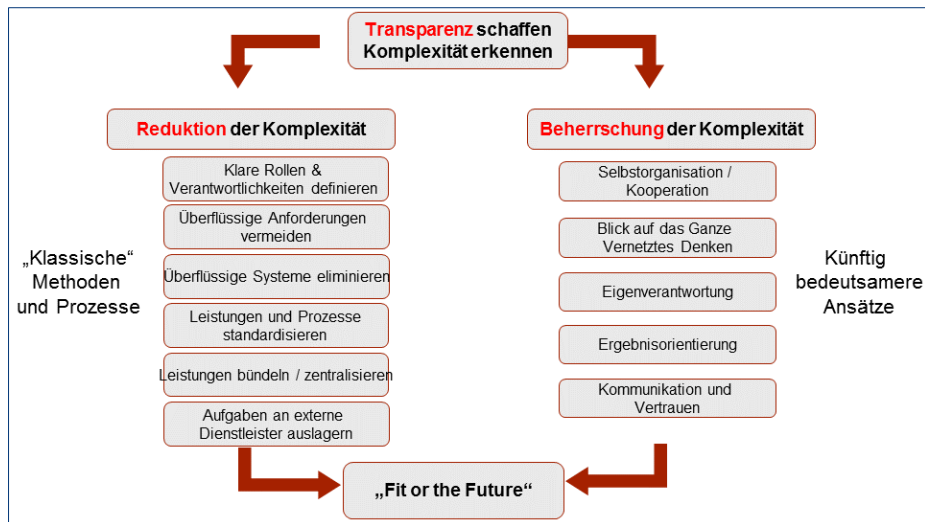 Transparenz schaffen
Komplexität erkennen
Reduktion der Komplexität
Klare Rollen &
Verantwortlichkeiten definieren
Überflüssige Anforderungen
vermeiden
Überflüssige Systeme eliminieren
Leistungen und Prozesse
standardisieren
Leistungen bündeln / zentralisieren
Aufgaben an externe
Dienstleister auslagern
„Klassische“
Methoden
und Prozesse
Beherrschung der Komplexität
Selbstorganisation /
Kooperation
Blick auf das Ganze
Vernetztes Denken
Eigenverantwortung
Ergebnisorientierung
Kommunikation und
Vertrauen
Künftig
bedeutsamere
Ansätze
„Fit or the Future“